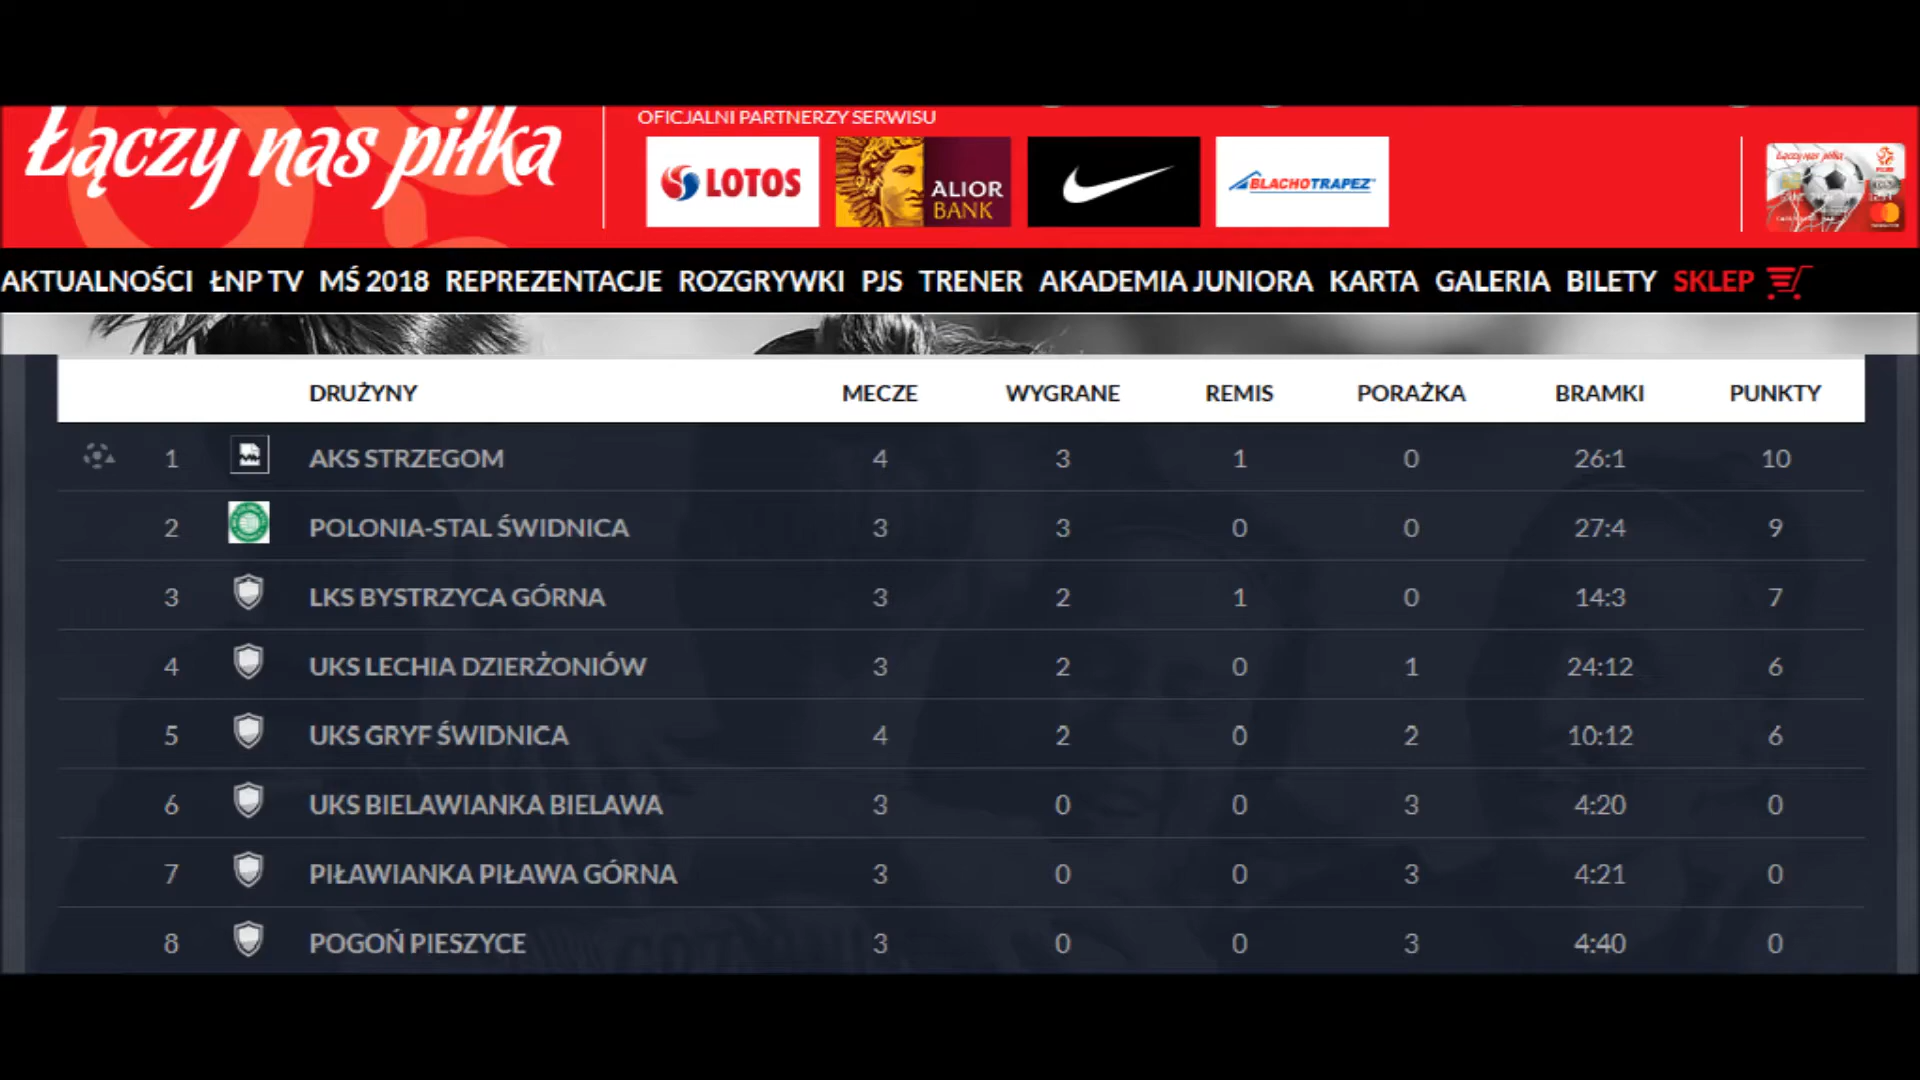 Łączy nas piłka
OFICJALNI PARTNERZY SERWISU
LOTOS
ALIOR
BANK
BLACHOTRAPEZ
Łączy nas piłka
AKTUALNOŚCI ŁNP TV MŚ 2018 REPREZENTACJE ROZGRYWKI PJS TRENER AKADEMIA JUNIORA KARTA GALERIA BILETY SKLEP
DRUŻYNY MECZE WYGRANE REMIS PORAŻKA BRAMKI PUNKTY
1 AKS STRZEGOM 4 3 1 0 26:1 10
2 POLONIA-STAL ŚWIDNICA 3 3 0 0 27:4 9
3 LKS BYSTRZYCA GÓRNA 3 2 1 0 14:3 7
4 UKS LECHIA DZIERŻONIÓW 3 2 0 1 24:12 6
5 UKS GRYF ŚWIDNICA 4 2 0 2 10:12 6
6 UKS BIELAWIANKA BIELAWA 3 0 0 3 4:20 0
7 PIŁAWIANKA PIŁAWA GÓRNA 3 0 0 3 4:21 0
8 POGOŃ PIESZYCE 3 0 0 3 4:40 0